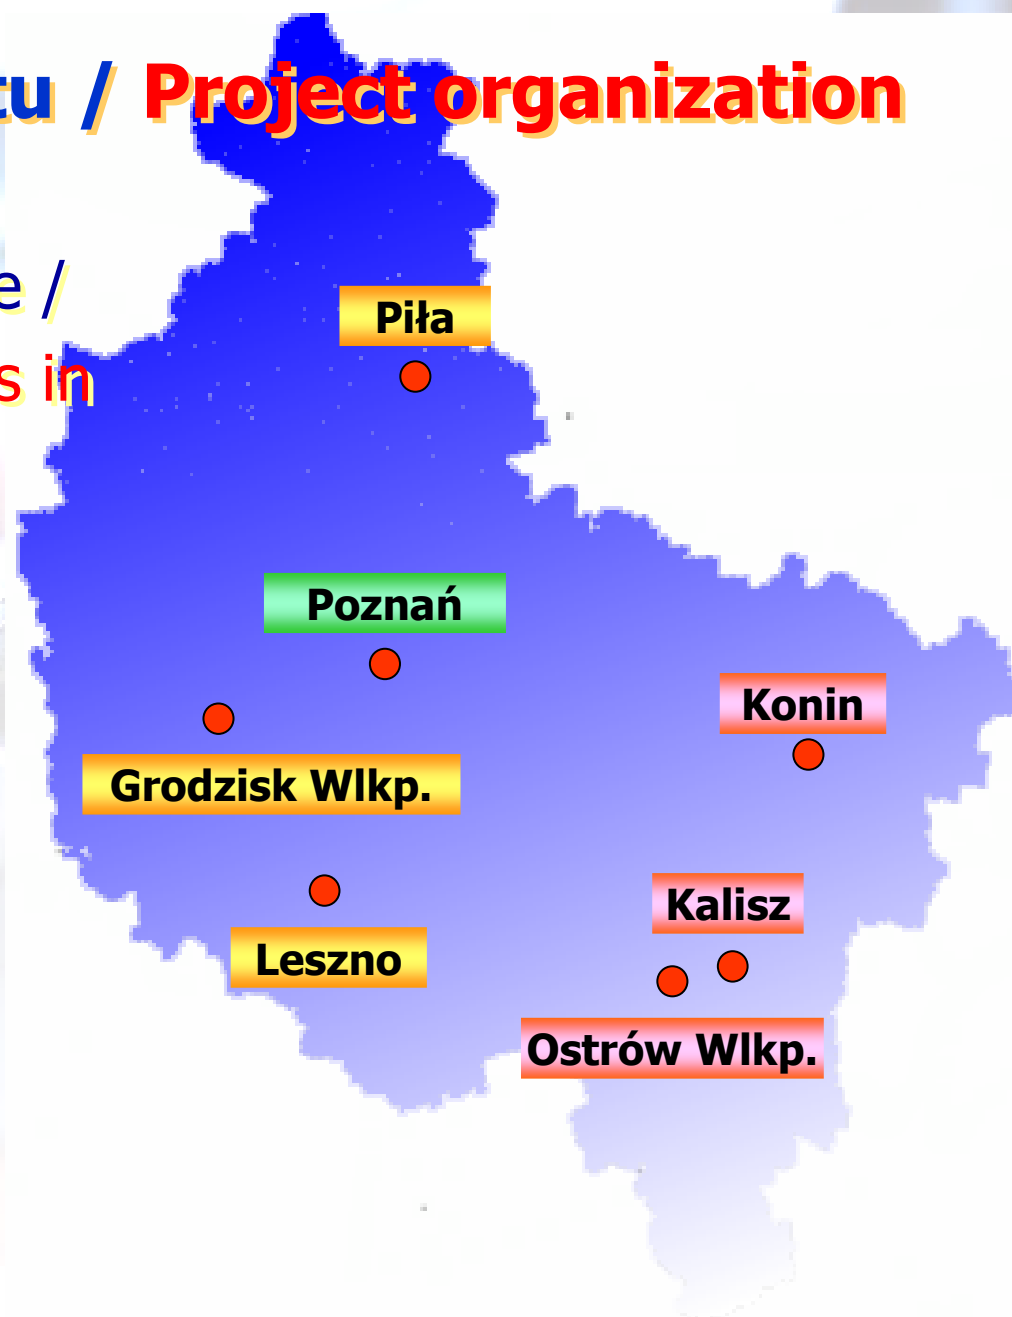 tu / Project organization
e /
s in
Piła
Poznań
Konin
Grodzisk Wlkp.
Kalisz
Leszno
Ostrów Wlkp.